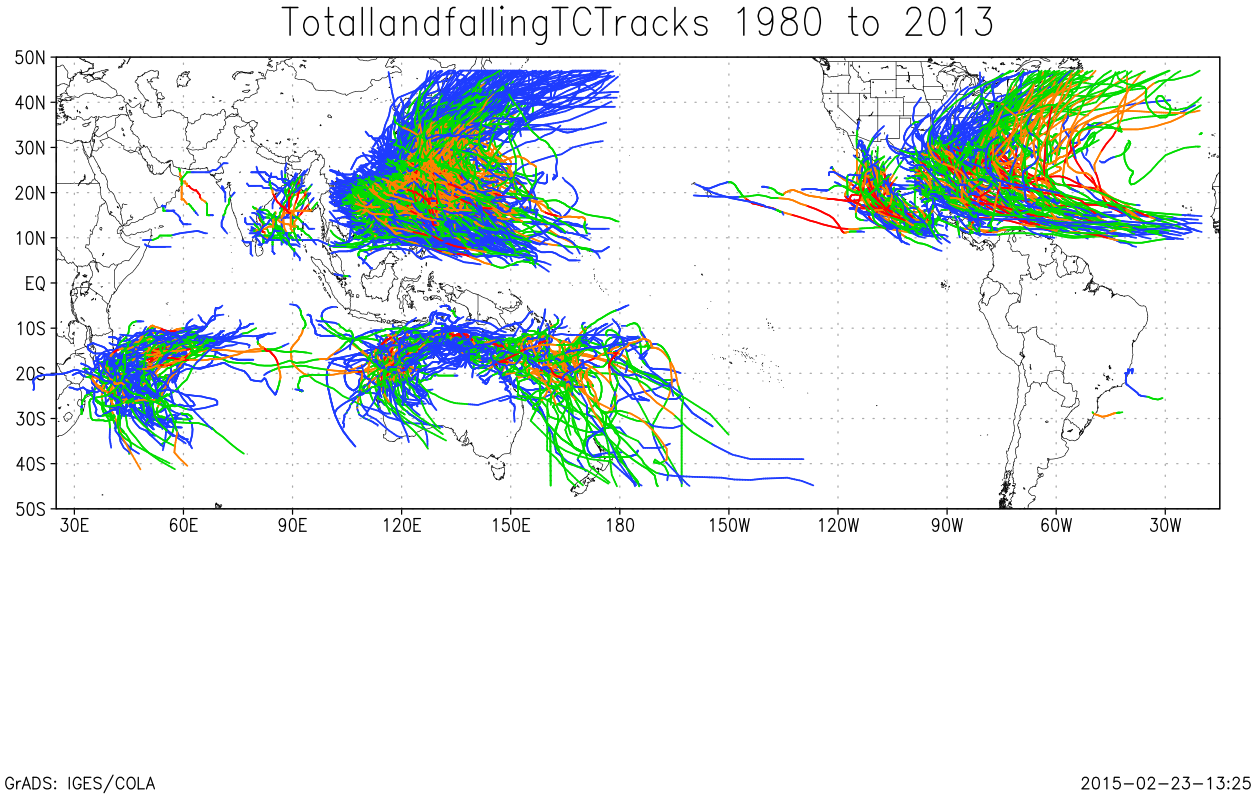 TotallandfallingTCTracks 1980 to 2013
50N
40N
30N
20N
10N
EQ
10S
20S
30S
40S
50S
30E 60E 90E 120E 150E 180 150W 120W 90W 60W 30W
GrADS: IGES/COLA
2015-02-23-13:25